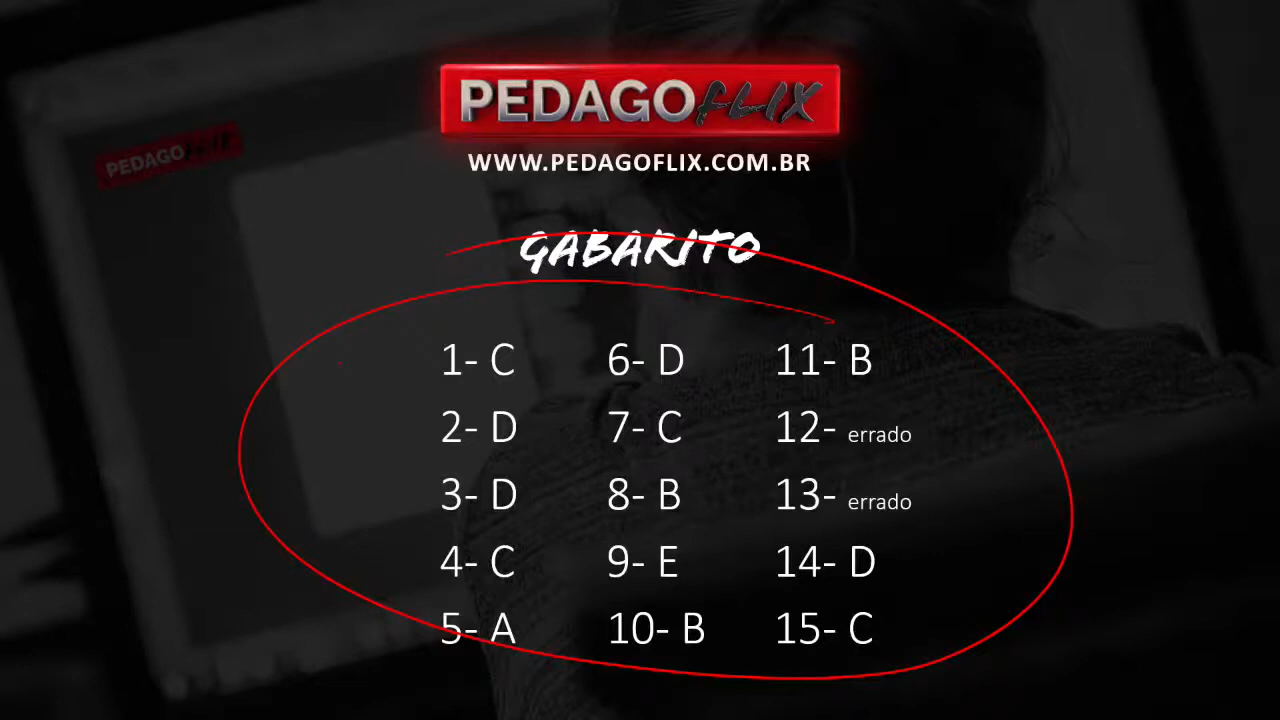 PEDAGOFLIX
WWW.PEDAGOFLIX.COM.BR
PEDAGOFLIX
GABARITO
1- C 6- D 11- B
2- D 7- C 12- errado
3- D 8- B 13- errado
4- C 9- E 14- D
5- A 10- B 15- C